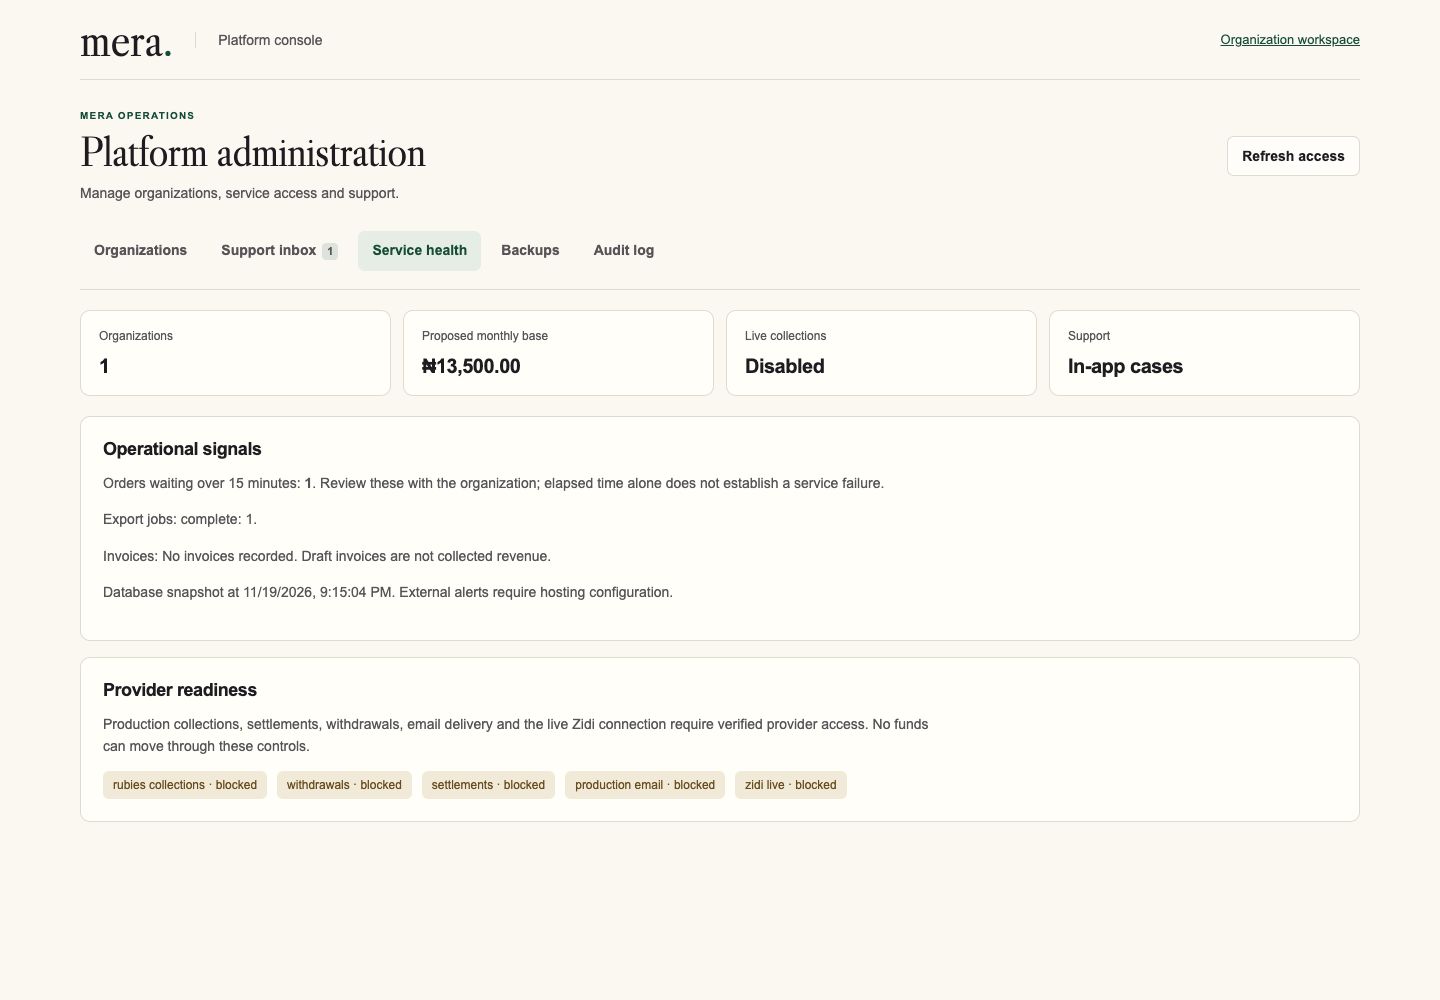 mera.
Platform console
Organization workspace
MERA OPERATIONS
Platform administration
Refresh access
Manage organizations, service access and support.
Organizations
Support inbox 1
Service health
Backups
Audit log
Organizations
1
Proposed monthly base
₦13,500.00
Live collections
Disabled
Support
In-app cases
Operational signals
Orders waiting over 15 minutes: 1. Review these with the organization; elapsed time alone does not establish a service failure.
Export jobs: complete: 1.
Invoices: No invoices recorded. Draft invoices are not collected revenue.
Database snapshot at 11/19/2026, 9:15:04 PM. External alerts require hosting configuration.
Provider readiness
Production collections, settlements, withdrawals, email delivery and the live Zidi connection require verified provider access. No funds
can move through these controls.
rubies collections · blocked
withdrawals · blocked
settlements · blocked
production email · blocked
zidi live · blocked